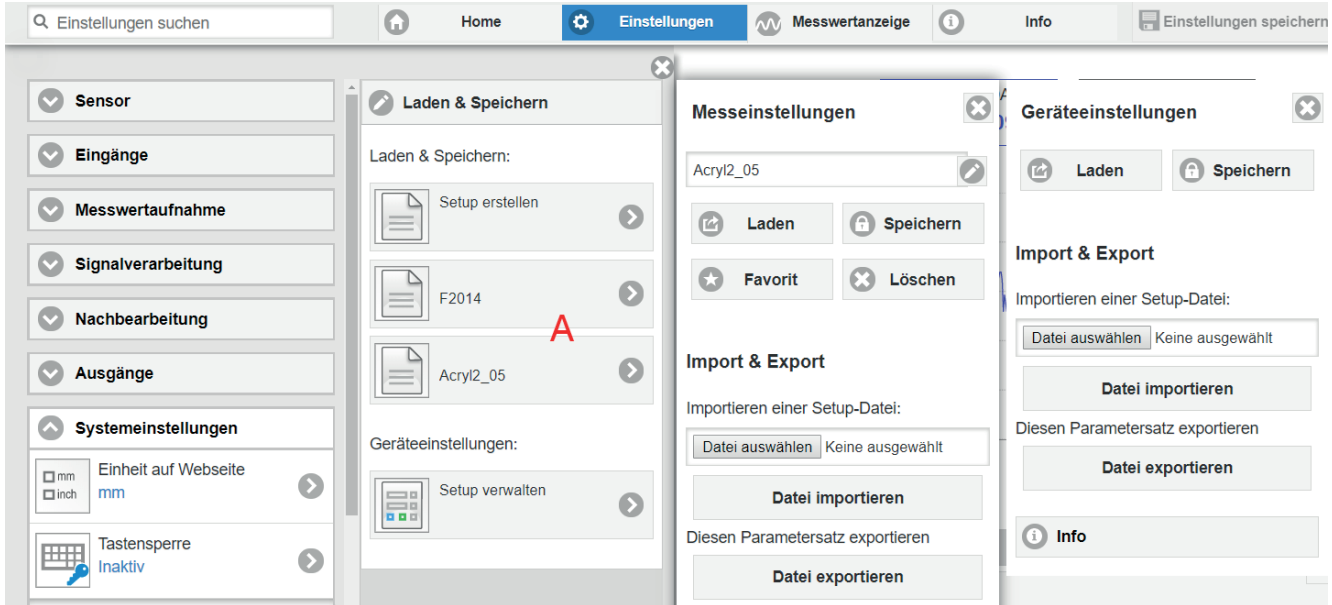 Einstellungen suchen
Home
Einstellungen
Messwertanzeige
Info
Einstellungen speichern
Sensor
Eingänge
Messwertaufnahme
Signalverarbeitung
Nachbearbeitung
Ausgänge
Systemeinstellungen
mm
inch
Einheit auf Webseite
mm
Tastensperre
Inaktiv
Laden & Speichern
Laden & Speichern:
Setup erstellen
F2014
A
Acryl2_05
Geräteeinstellungen:
Setup verwalten
Messeinstellungen
Acryl2_05
Laden
Speichern
Favorit
Löschen
Import & Export
Importieren einer Setup-Datei:
Datei auswählen Keine ausgewählt
Datei importieren
Diesen Parametersatz exportieren
Datei exportieren
Geräteeinstellungen
Laden
Speichern
Import & Export
Importieren einer Setup-Datei:
Datei auswählen Keine ausgewählt
Datei importieren
Diesen Parametersatz exportieren
Datei exportieren
Info